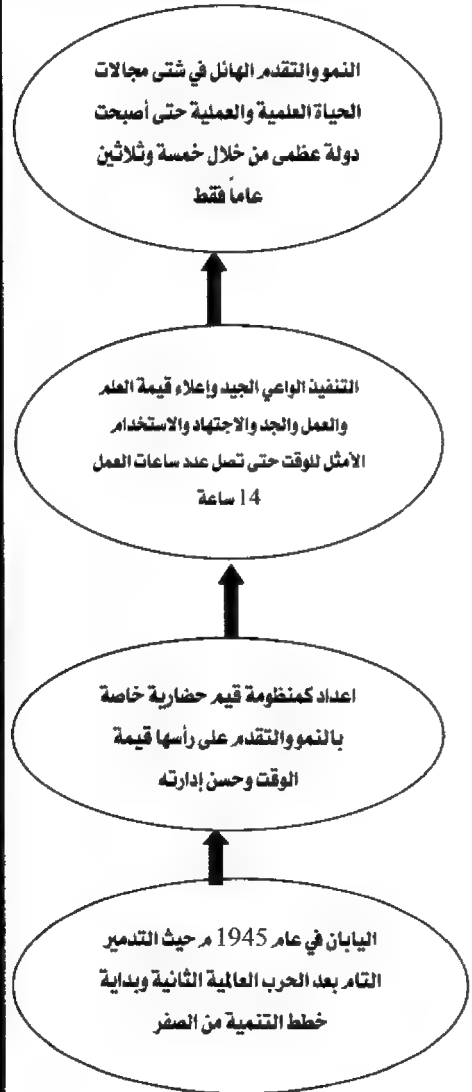 النمو والتقدم الهائل في شتى مجالات
الحياة العلمية والعملية حتى أصبحت
دولة عظمى من خلال خمسة وثلاثين
عاماً فقط
التنفيذ الواعي الجيد وإعلاء قيمة العلم
والعمل والجد والاجتهاد والاستخدام
الأمثل للوقت حتى تصل عدد ساعات العمل
14 ساعة
اعداد كمنظومة قيم حضارية خاصة
بالنمو والتقدم على رأسها قيمة
الوقت وحسن إدارته
اليابان في عام 1945 م حيث التدمير
التام بعد الحرب العالمية الثانية وبداية
خطط التنمية من الصفر